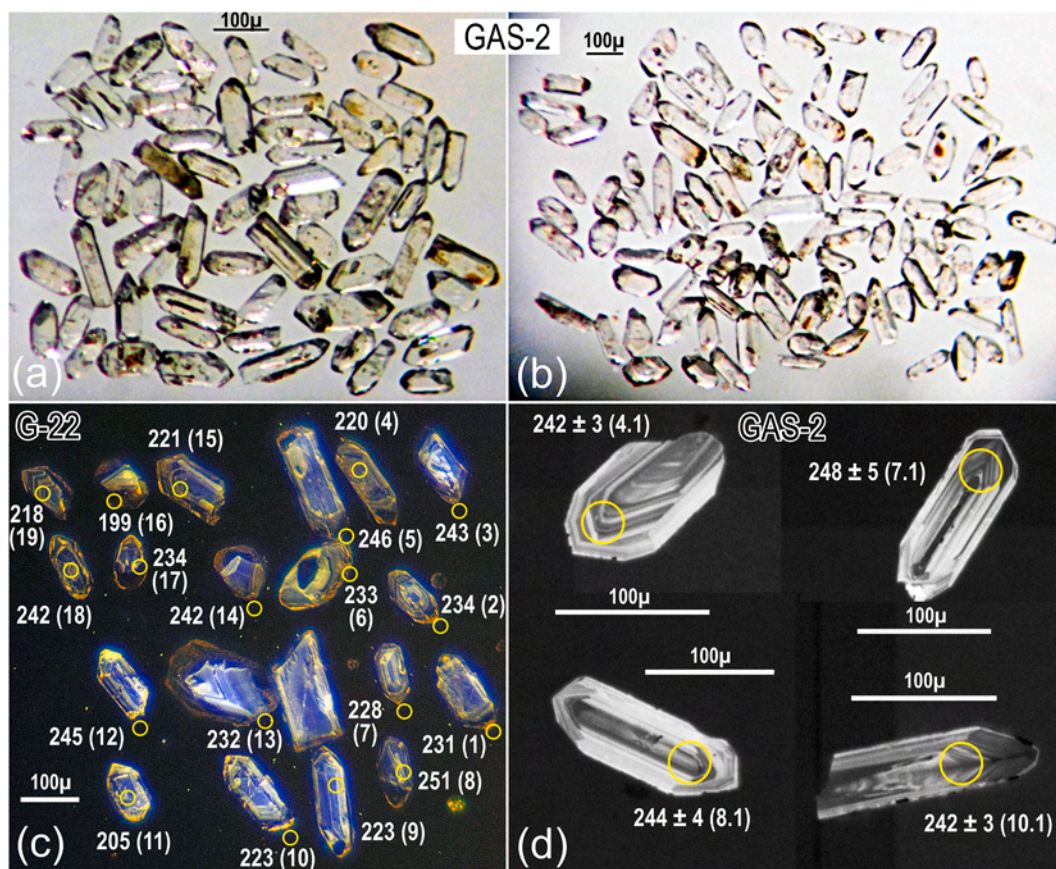 100µ
GAS-2
100µ
(a)
(b)
G-22
221 (15)
220 (4)
218
(19)
199 (16)
246 (5)
243 (3)
234
(17)
242 (18)
242 (14)
233
(6)
234 (2)
245 (12)
232 (13)
228
(7)
231 (1)
251 (8)
100µ
205 (11)
223 (10)
223 (9)
(c)
242 ± 3 (4.1)
GAS-2
248 ± 5 (7.1)
100µ
100µ
100µ
100µ
244 ± 4 (8.1)
242 ± 3 (10.1)
(d)